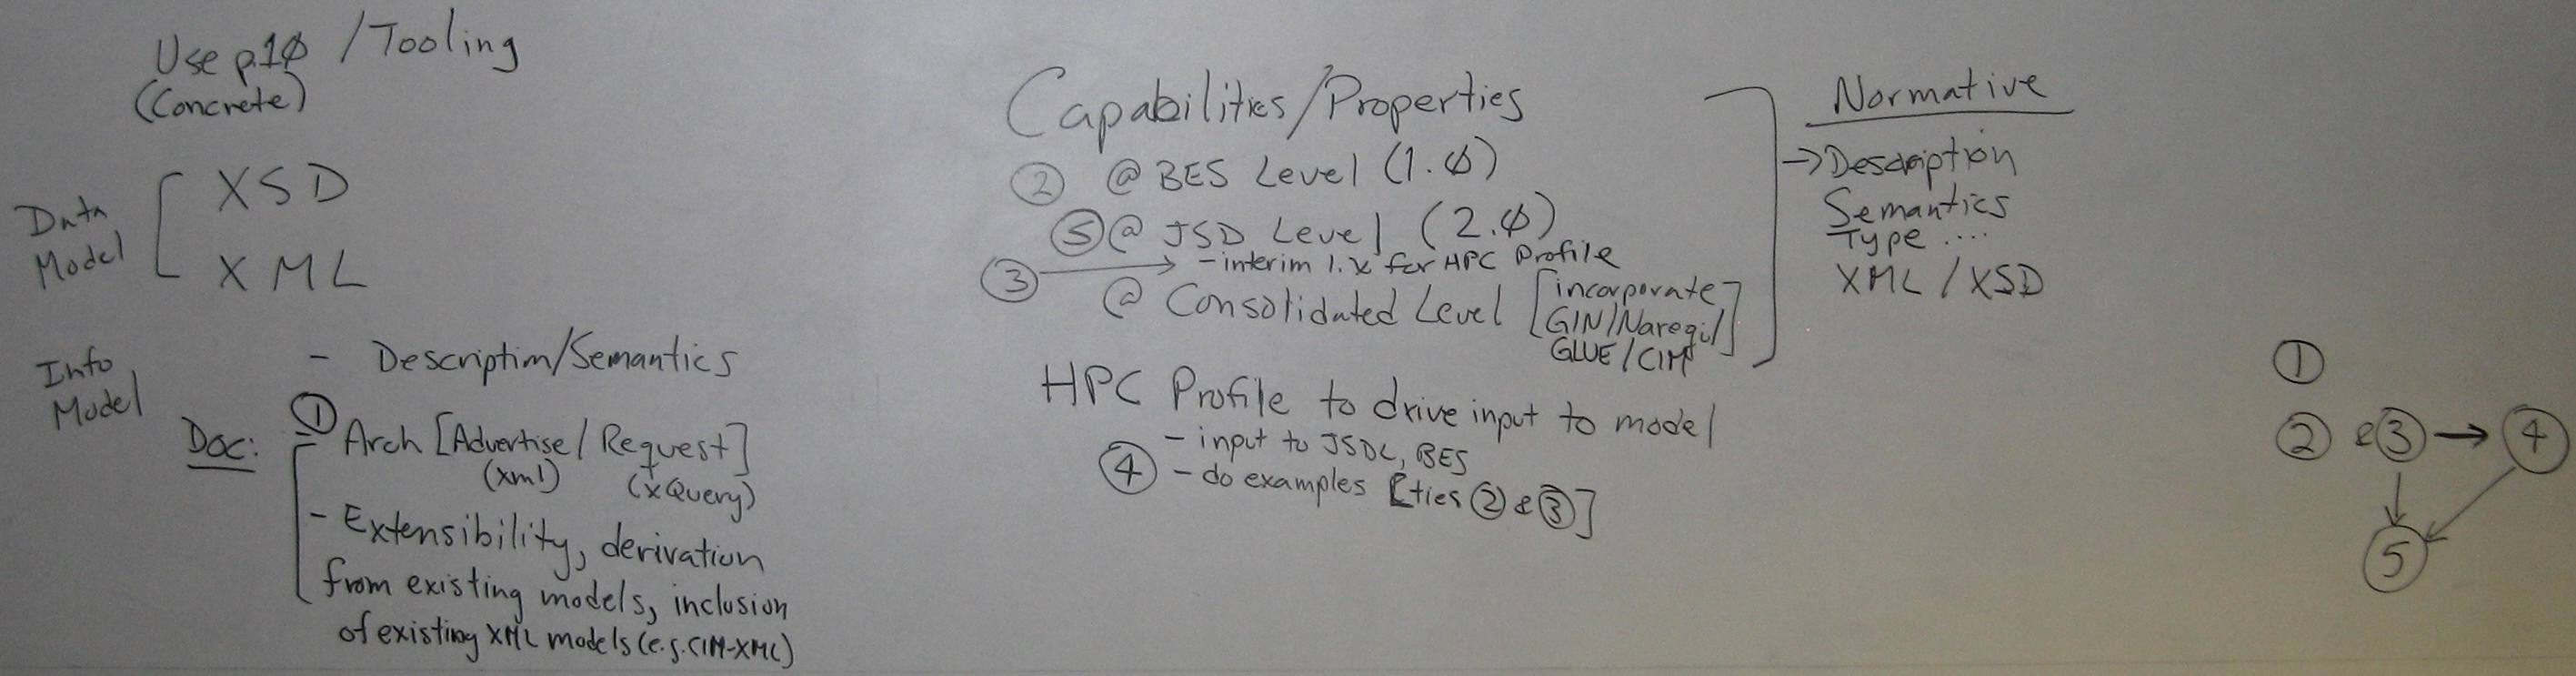 Use p1Ø / Tooling
(Concrete)
Data
Model
XSD
XML
Info
Model
- Description/Semantics
Doc:
① - Arch [Advertise / Request]
(xml) (xQuery)
- Extensibility, derivation
from existing models, inclusion
of existing XML models (e.g. CIM-XML)
Capabilities/Properties
② @ BES Level (1.Ø)
⑤ @ JSD Level (2.Ø)
③ → - interim 1.x for HPC Profile
@ Consolidated Level [incorporate
GIN/Naregi/]
GLUE/CIM
HPC Profile to drive input to model
- input to JSDL, BES
④ - do examples [ties ② & ③]
Normative
→ Description
Semantics
Type ....
XML / XSD
①
② & ③ → ④
⑤